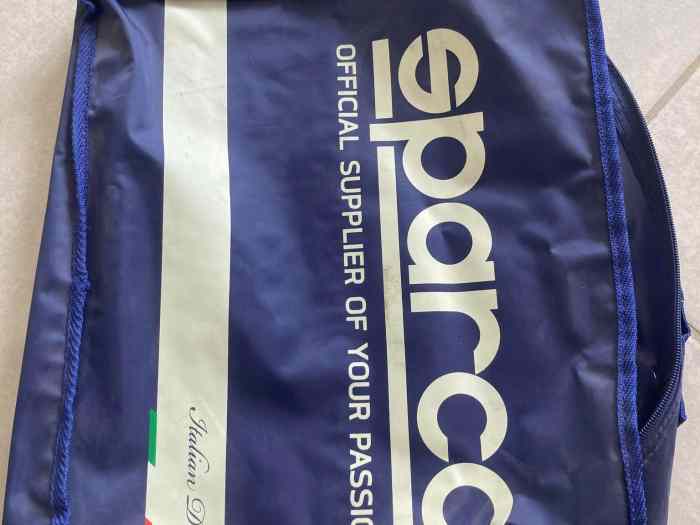 sparco
OFFICIAL SUPPLIER OF YOUR PASSIO
Italian D